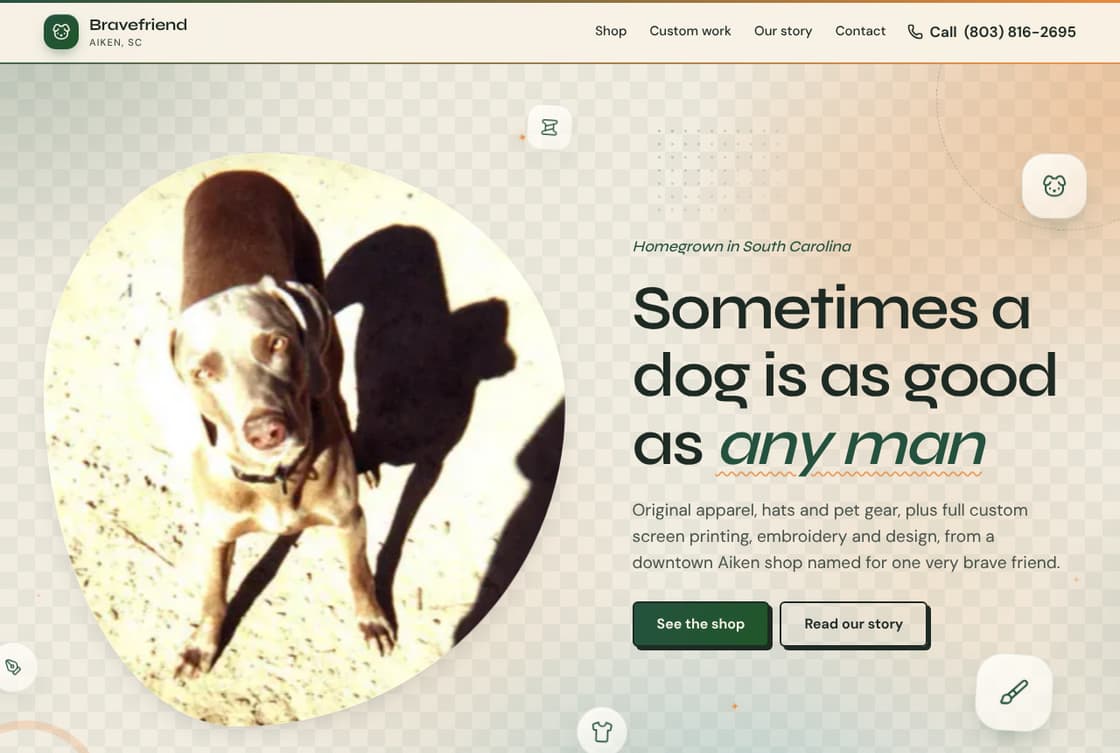 Bravefriend
AIKEN, SC
Shop
Custom work
Our story
Contact
Call (803) 816-2695
Homegrown in South Carolina
Sometimes a
dog is as good
as any man
Original apparel, hats and pet gear, plus full custom
screen printing, embroidery and design, from a
downtown Aiken shop named for one very brave friend.
See the shop
Read our story